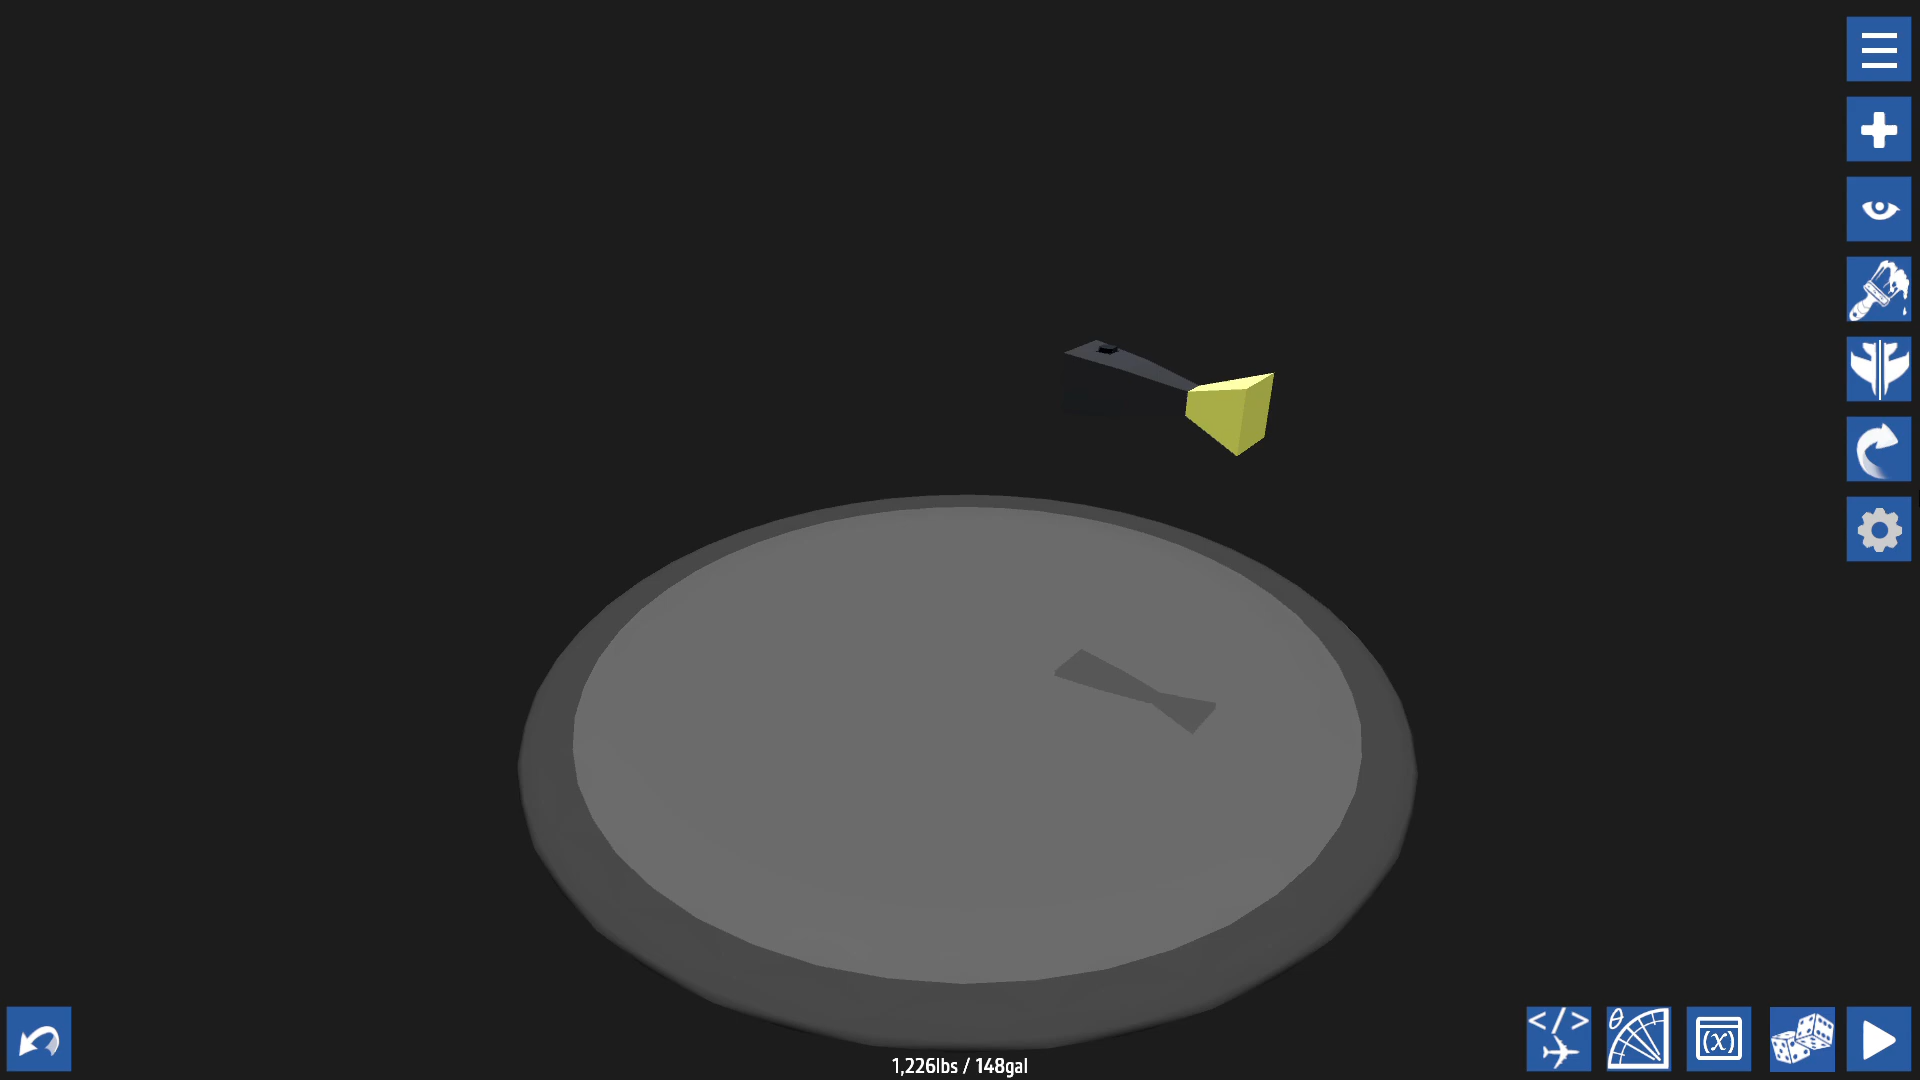 </>
θ
(x)
1,226lbs / 148gal